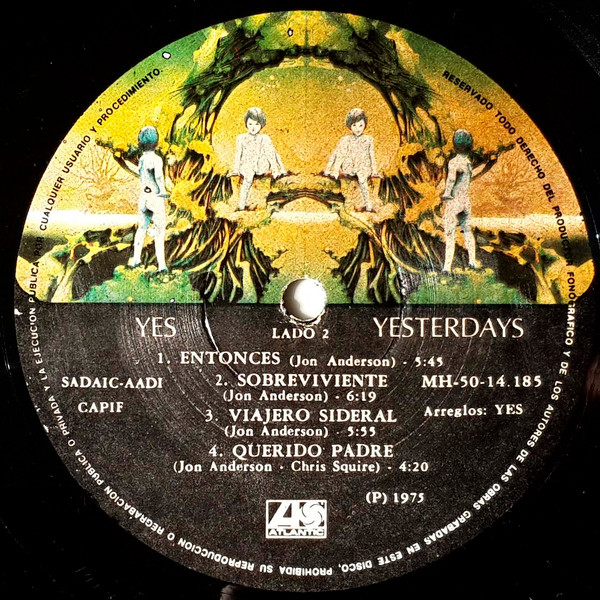 RESERVADO TODO DERECHO DEL PRODUCTOR FONOGRAFICO Y DE LOS AUTORES DE LAS OBRAS GRABADAS EN ESTE DISCO, PROHIBIDA SU REPRODUCCION O REGRABACION PUBLICA O PRIVADA Y LA EJECUCION PUBLICA POR CUALQUIER USUARIO Y PROCEDIMIENTO.
YES LADO 2 YESTERDAYS
1. ENTONCES (Jon Anderson) - 5:45
SADAIC-AADI 2. SOBREVIVIENTE MH-50-14.185
(Jon Anderson) - 6:19
CAPIF 3. VIAJERO SIDERAL Arreglos: YES
(Jon Anderson) - 5:55
4. QUERIDO PADRE
(Jon Anderson - Chris Squire) - 4:20
(P) 1975
ATLANTIC